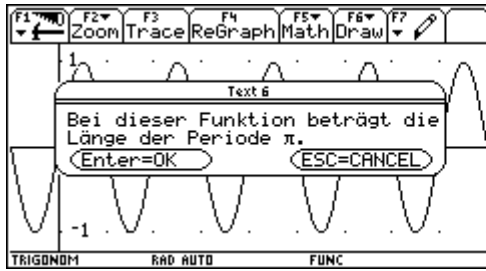 F1 F2 F3 F4 F5 F6 F7
Zoom Trace ReGraph Math Draw
1
Text 6
Bei dieser Funktion beträgt die
Länge der Periode π.
Enter=OK ESC=CANCEL
-1
TRIGONOM RAD AUTO FUNC